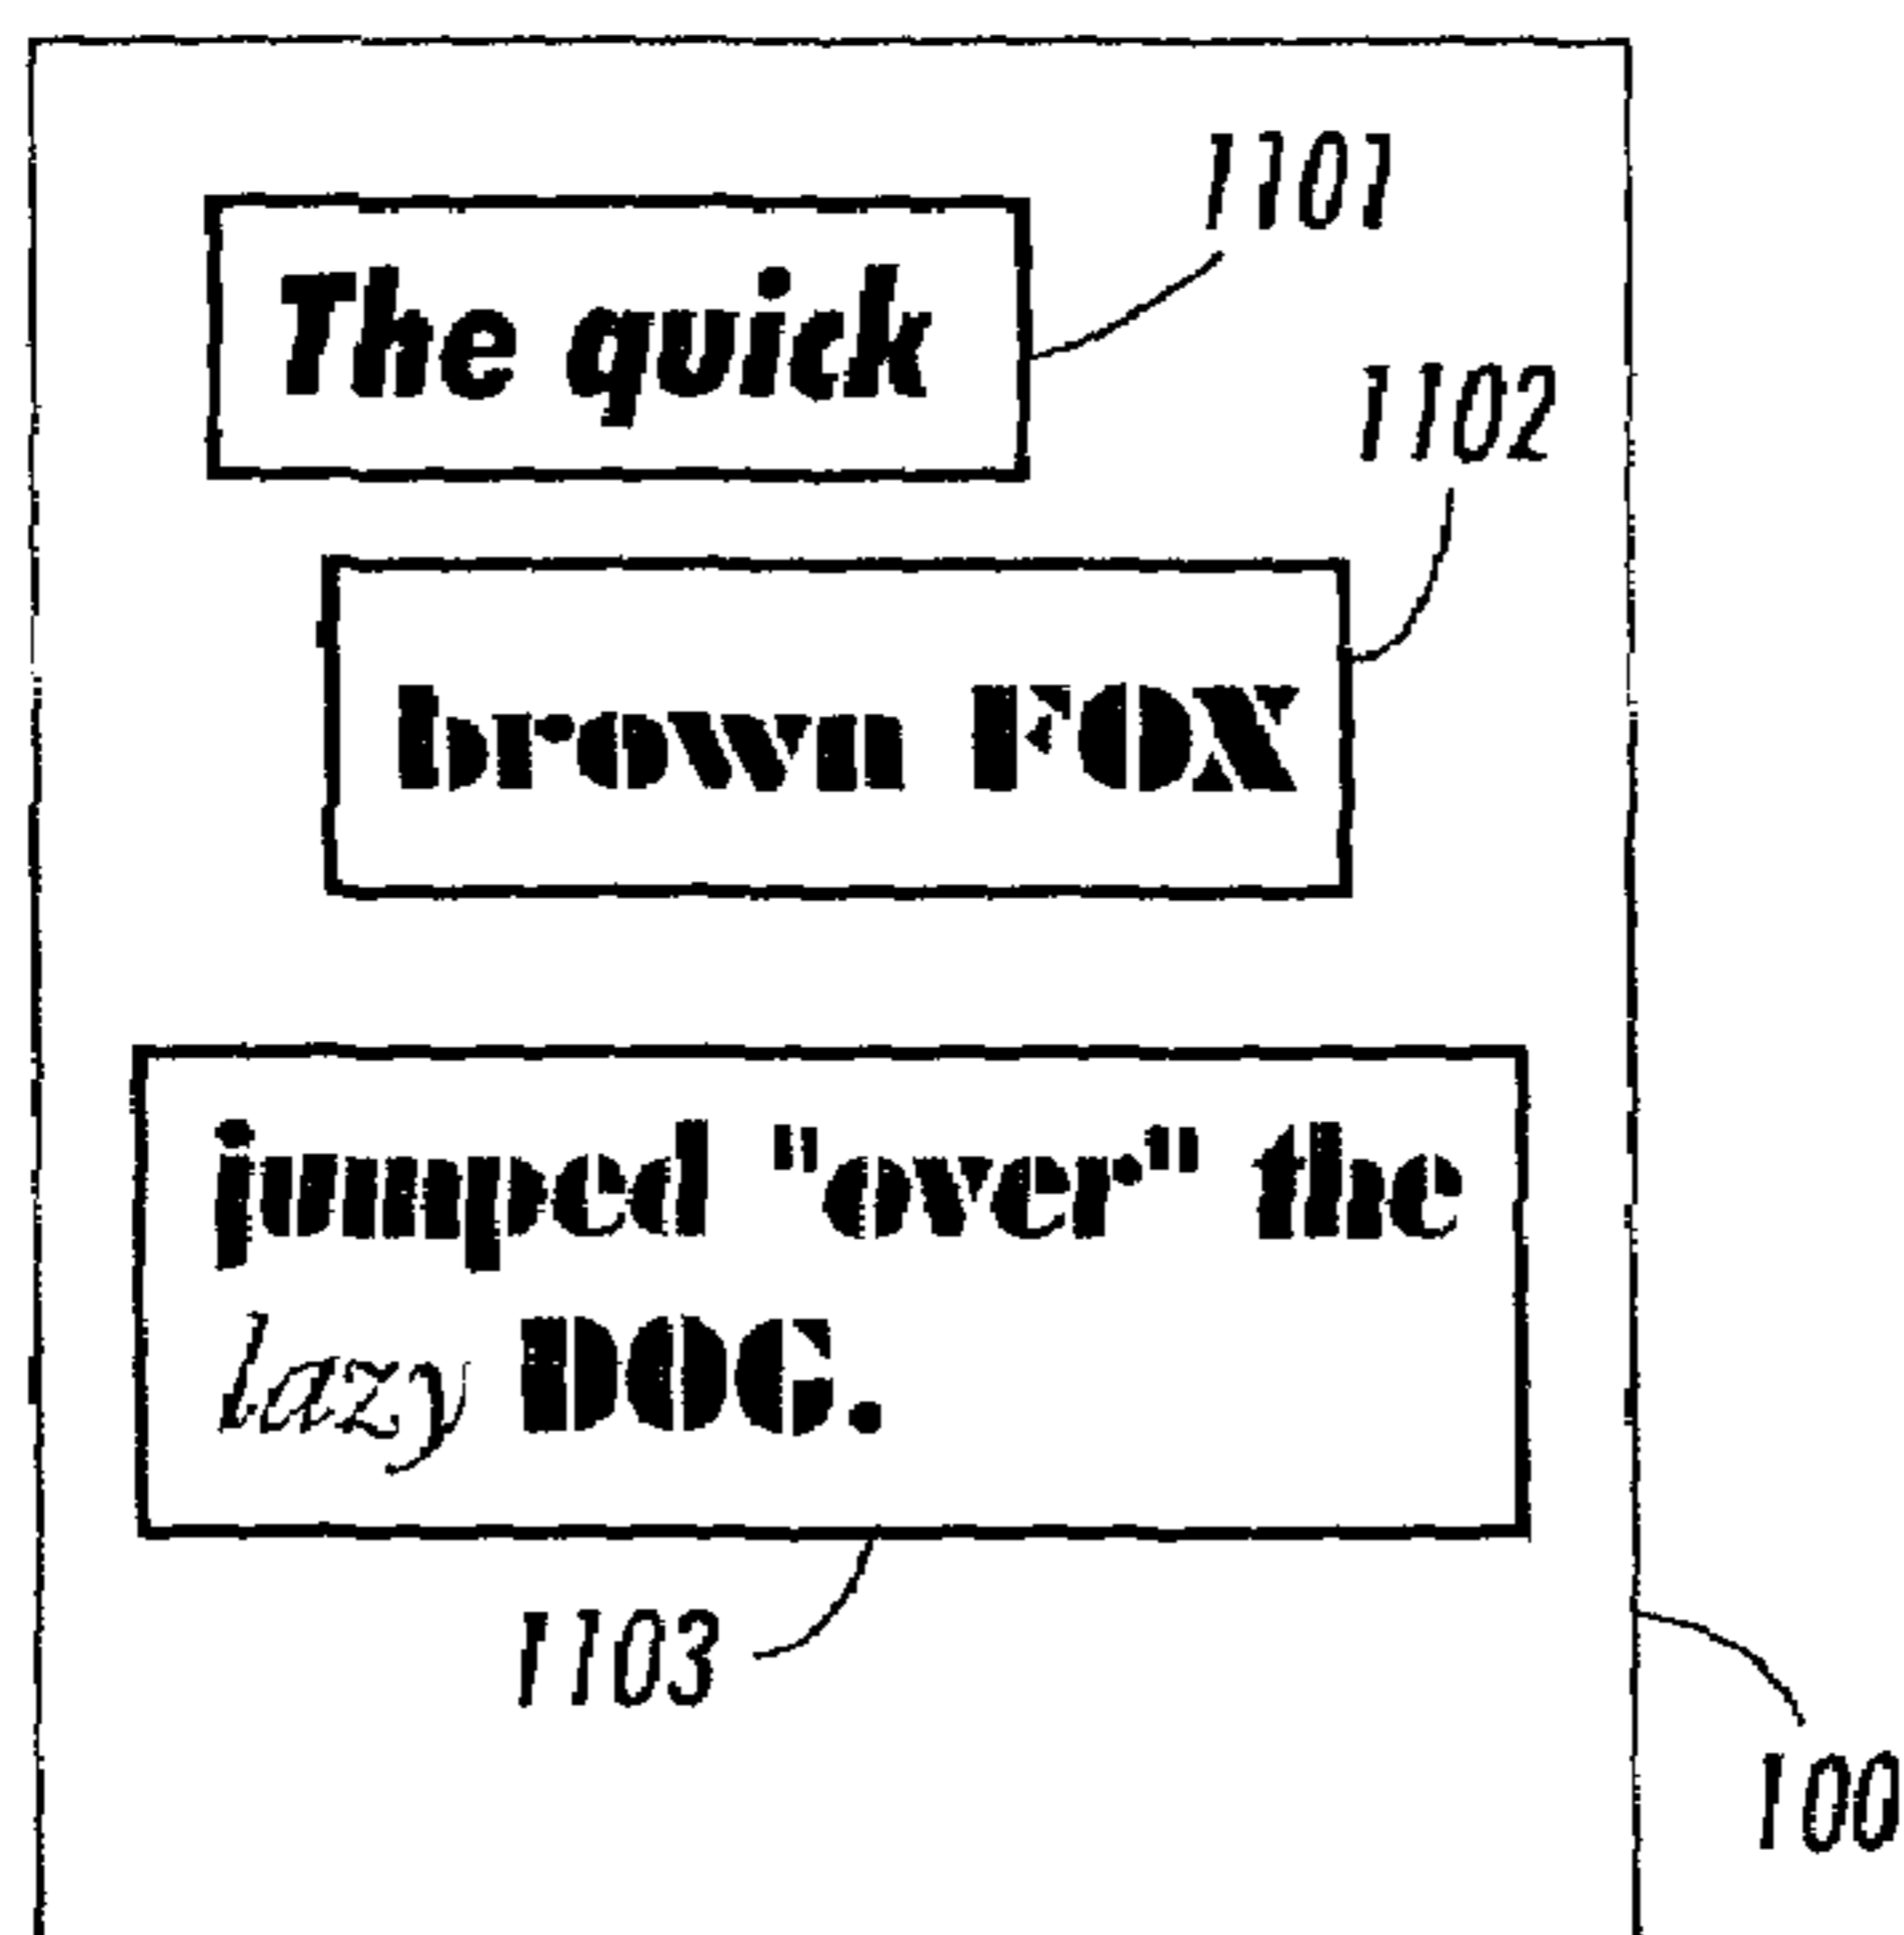 1101
The quick
1102
brown FOX
jumped "over" the
lazy DOG.
1103
100